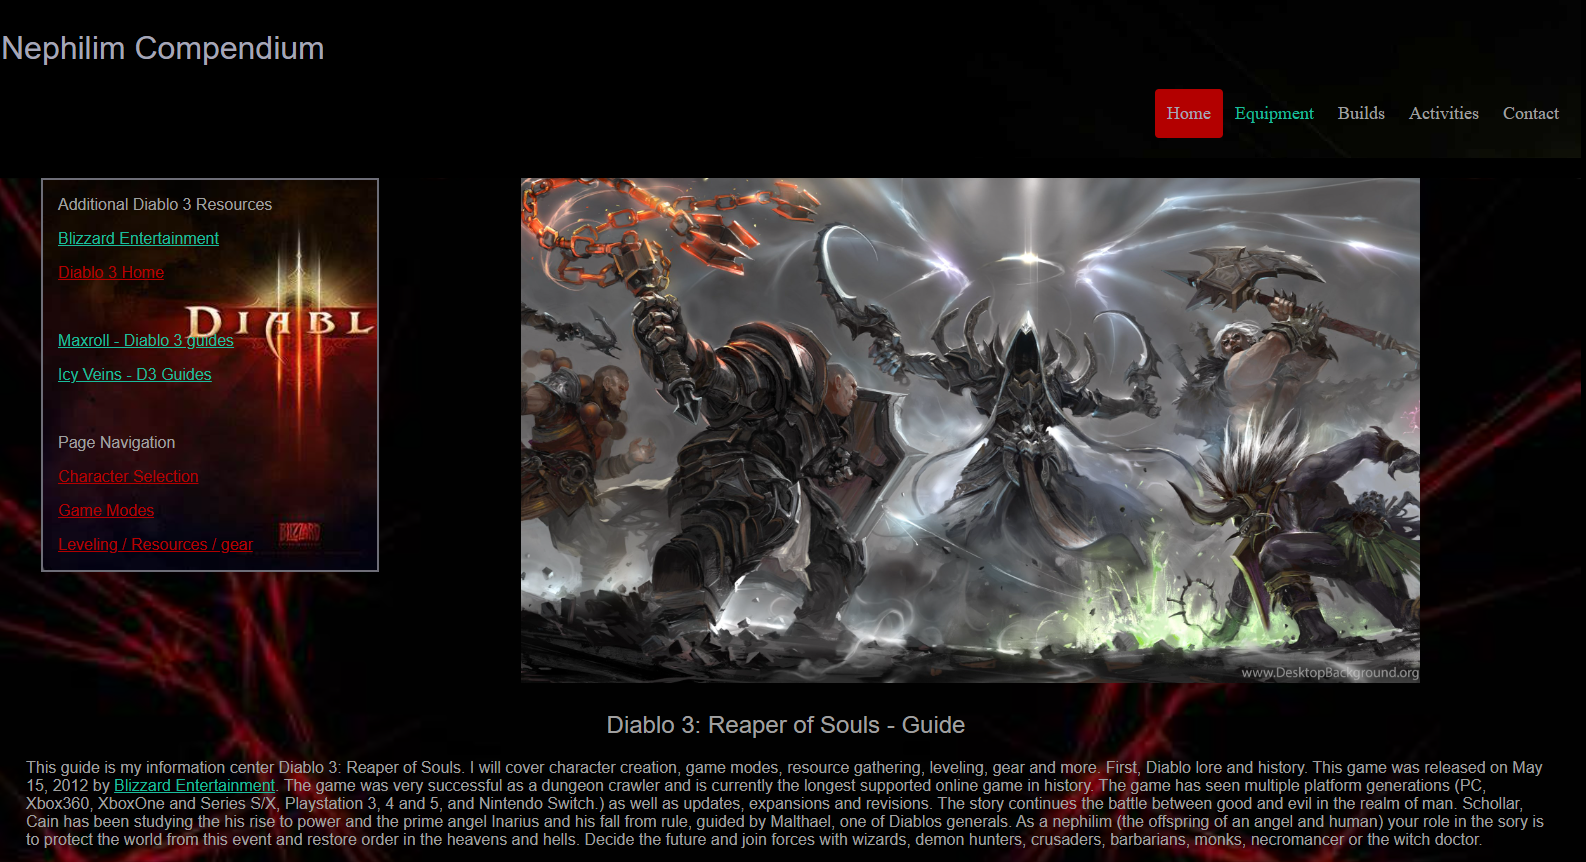 Nephilim Compendium
Home Equipment Builds Activities Contact
Additional Diablo 3 Resources
Blizzard Entertainment
Diablo 3 Home
DIABL
Maxroll - Diablo 3 guides
Icy Veins - D3 Guides
Page Navigation
Character Selection
Game Modes
Leveling / Resources / gear
BLIZZARD
www.DesktopBackground.org
Diablo 3: Reaper of Souls - Guide
This guide is my information center Diablo 3: Reaper of Souls. I will cover character creation, game modes, resource gathering, leveling, gear and more. First, Diablo lore and history. This game was released on May
15, 2012 by Blizzard Entertainment. The game was very successful as a dungeon crawler and is currently the longest supported online game in history. The game has seen multiple platform generations (PC,
Xbox360, XboxOne and Series S/X, Playstation 3, 4 and 5, and Nintendo Switch.) as well as updates, expansions and revisions. The story continues the battle between good and evil in the realm of man. Schollar,
Cain has been studying the his rise to power and the prime angel Inarius and his fall from rule, guided by Malthael, one of Diablos generals. As a nephilim (the offspring of an angel and human) your role in the sory is
to protect the world from this event and restore order in the heavens and hells. Decide the future and join forces with wizards, demon hunters, crusaders, barbarians, monks, necromancer or the witch doctor.